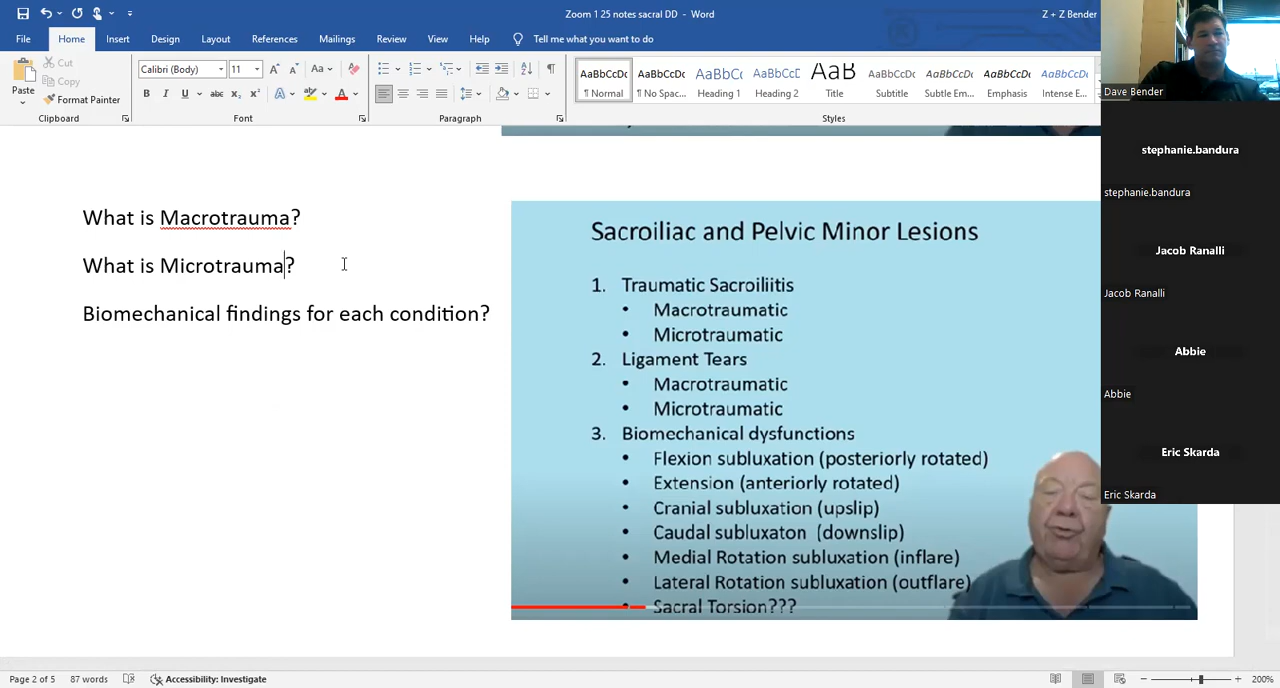 Zoom 1 25 notes sacral DD - Word
Z + Z Bender
File Home Insert Design Layout References Mailings Review View Help Tell me what you want to do
Paste
Cut
Copy
Format Painter
Clipboard
Calibri (Body) 11
Font
Paragraph
AaBbCcDc AaBbCcDc AaBbCc AaBbCcD AaB AaBbCcD AaBbCcDc AaBbCcDc AaBbCcDc
¶ Normal ¶ No Spac... Heading 1 Heading 2 Title Subtitle Subtle Em... Emphasis Intense E...
Styles
What is Macrotrauma?
What is Microtrauma?
Biomechanical findings for each condition?
Sacroiliac and Pelvic Minor Lesions
1. Traumatic Sacroiliitis
• Macrotraumatic
• Microtraumatic
2. Ligament Tears
• Macrotraumatic
• Microtraumatic
3. Biomechanical dysfunctions
• Flexion subluxation (posteriorly rotated)
• Extension (anteriorly rotated)
• Cranial subluxation (upslip)
• Caudal subluxaton (downslip)
• Medial Rotation subluxation (inflare)
• Lateral Rotation subluxation (outflare)
• Sacral Torsion???
Dave Bender
stephanie.bandura
stephanie.bandura
Jacob Ranalli
Jacob Ranalli
Abbie
Abbie
Eric Skarda
Eric Skarda
Page 2 of 5 87 words Accessibility: Investigate
200%